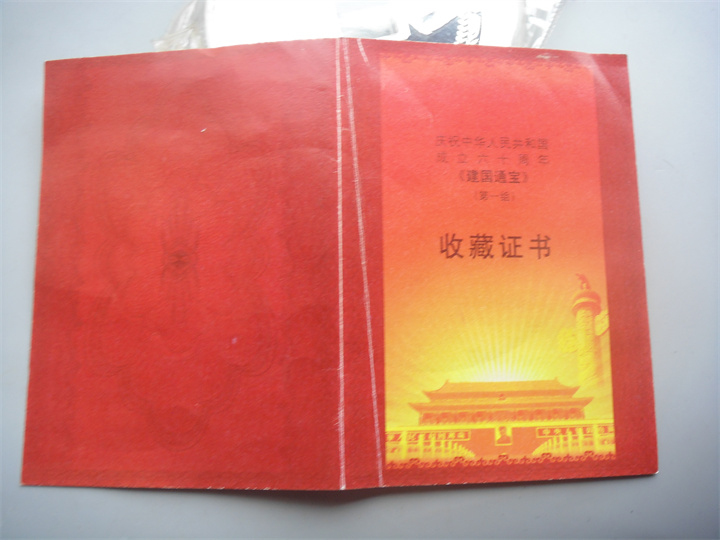 庆祝中华人民共和国
成立六十周年
《建国通宝》
（第一组）
收藏证书